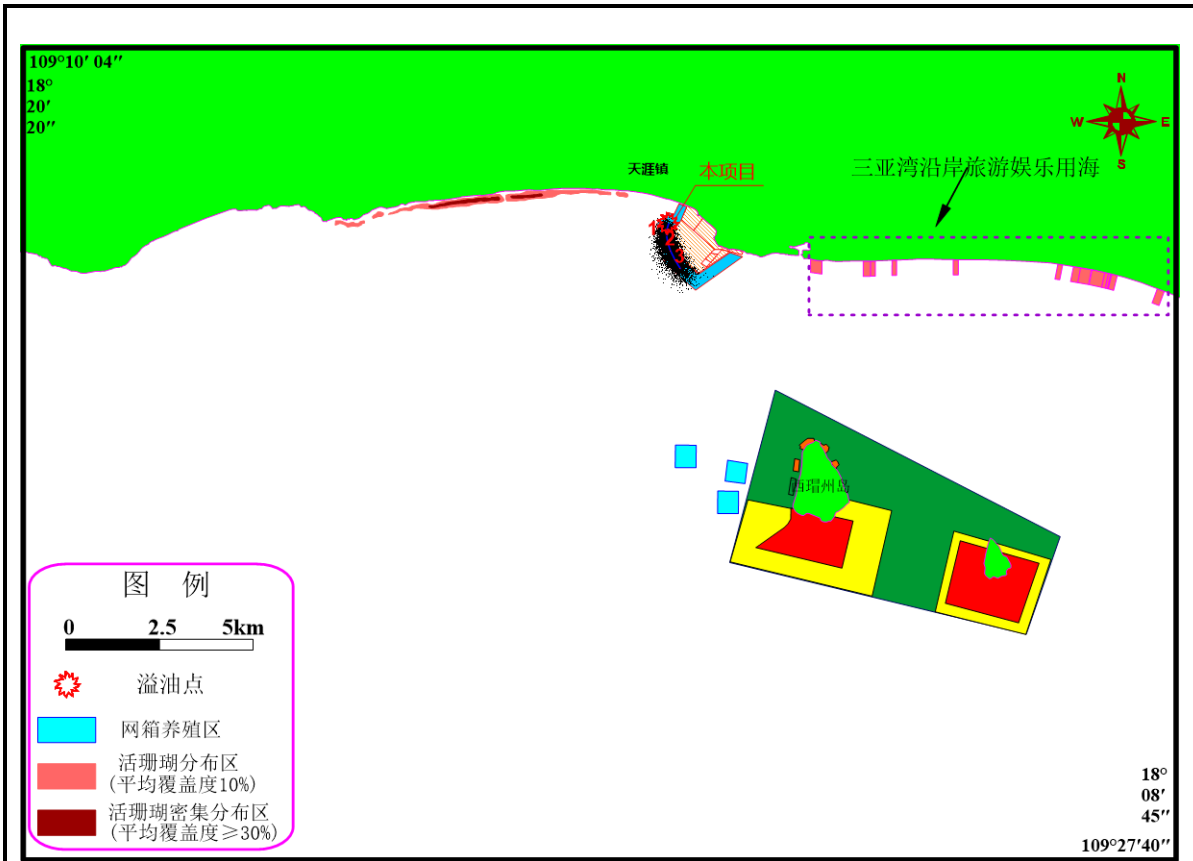 109°10′ 04″
18°
20′
20″
N
W
E
S
天涯镇
本项目
三亚湾沿岸旅游娱乐用海
1
2
3
西瑁州岛
图 例
0 2.5 5km
溢油点
网箱养殖区
活珊瑚分布区
(平均覆盖度10%)
活珊瑚密集分布区
(平均覆盖度≥30%)
18°
08′
45″
109°27′40″